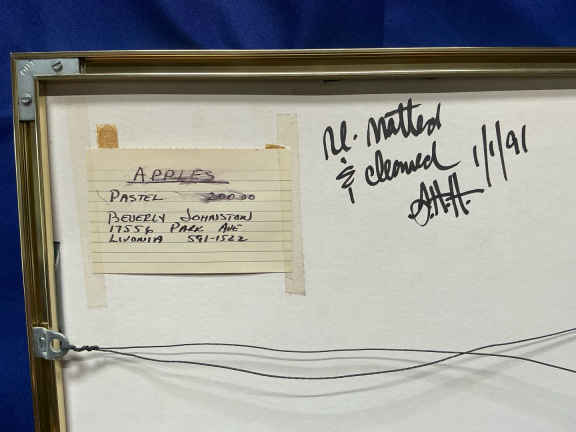 APPLES
PASTEL 200.00
BEVERLY JOHNSTON
17556 PARK AVE
LIVONIA 591-1522
Re. Matted
& Cleaned 1/1/91
A.H.H.